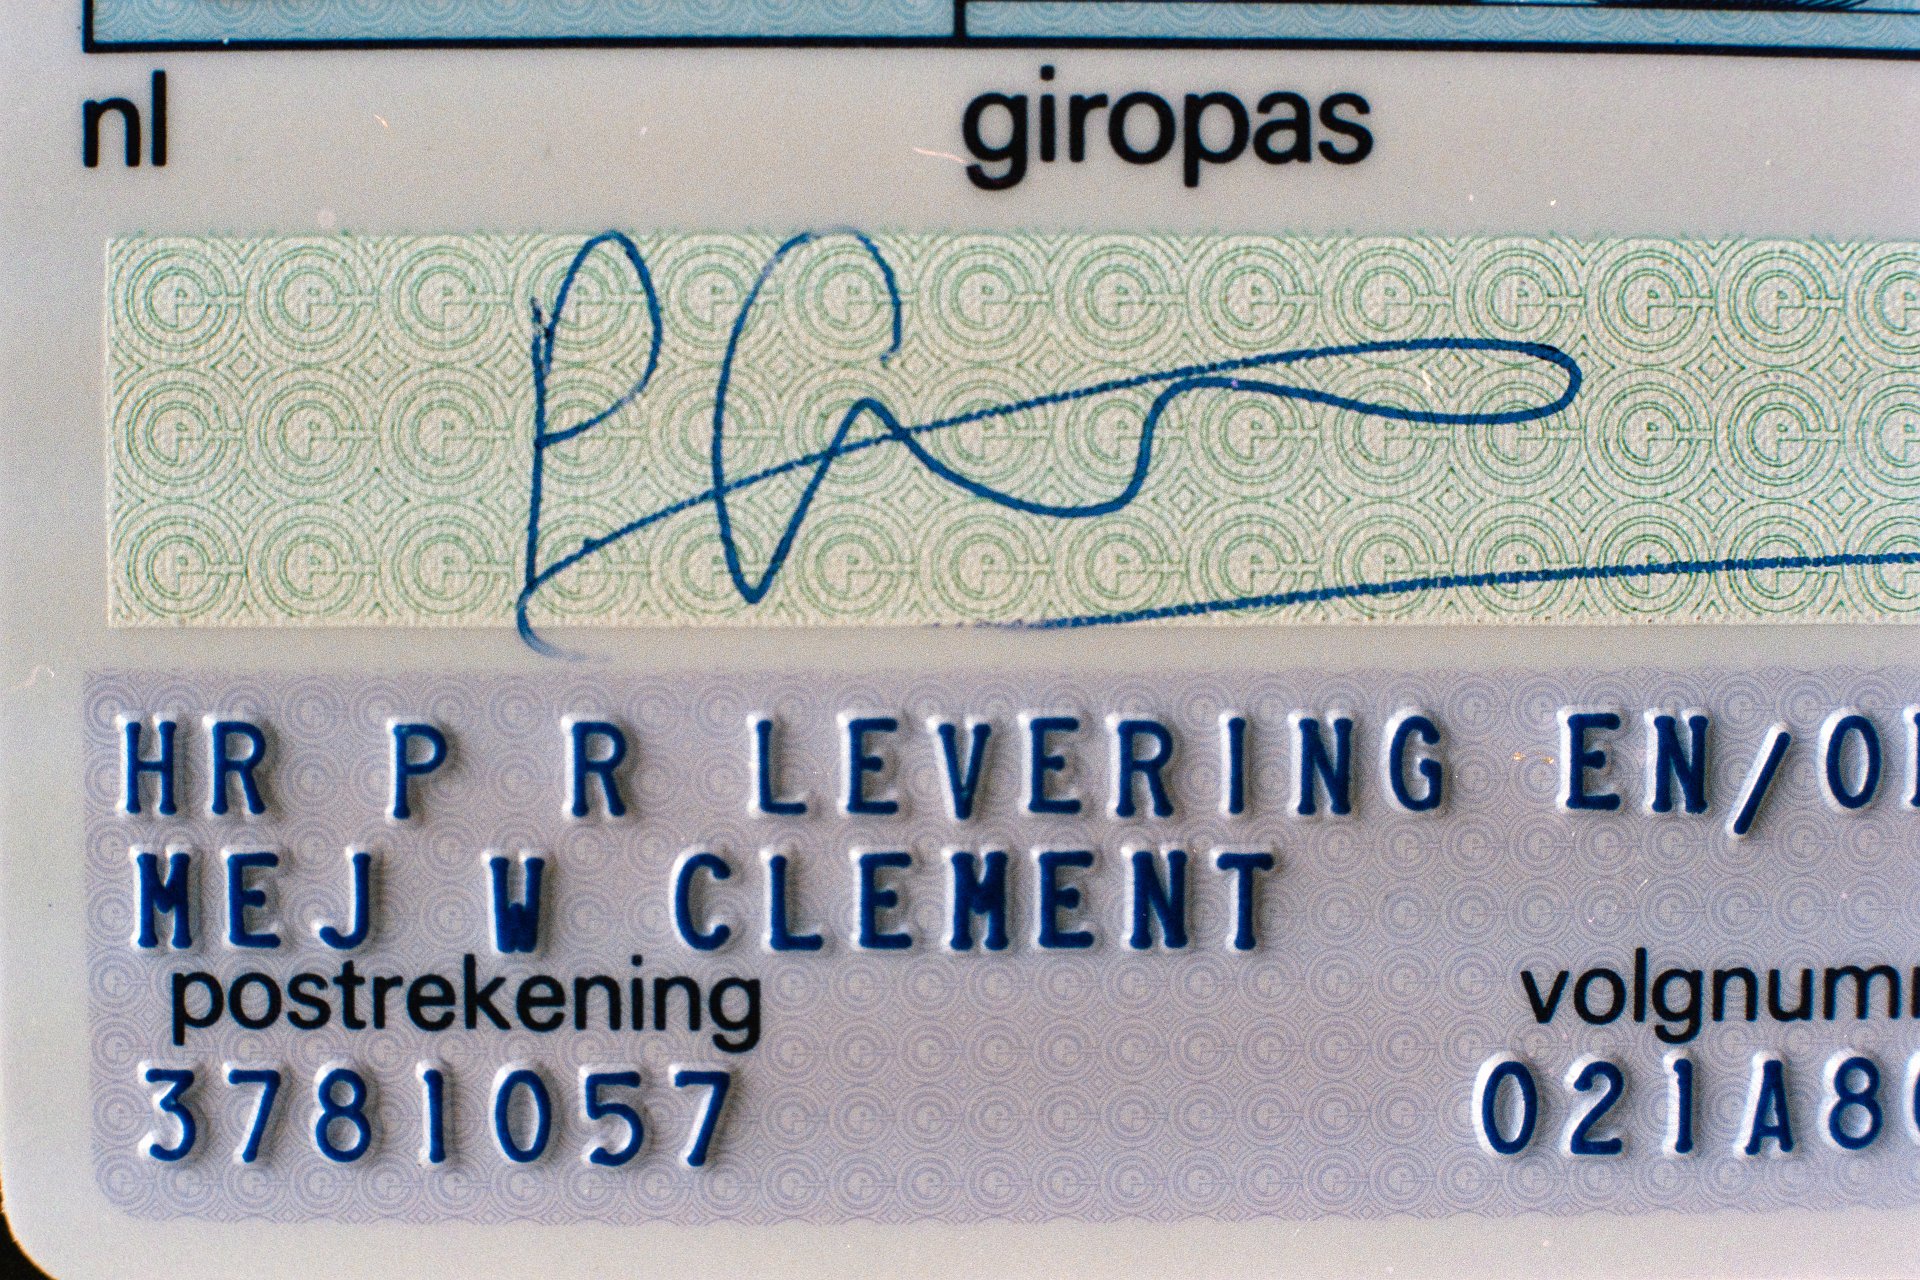 nl giropas
HR P R LEVERING EN/O
MEJ W CLEMENT
postrekening volgnum
3781057 021A8